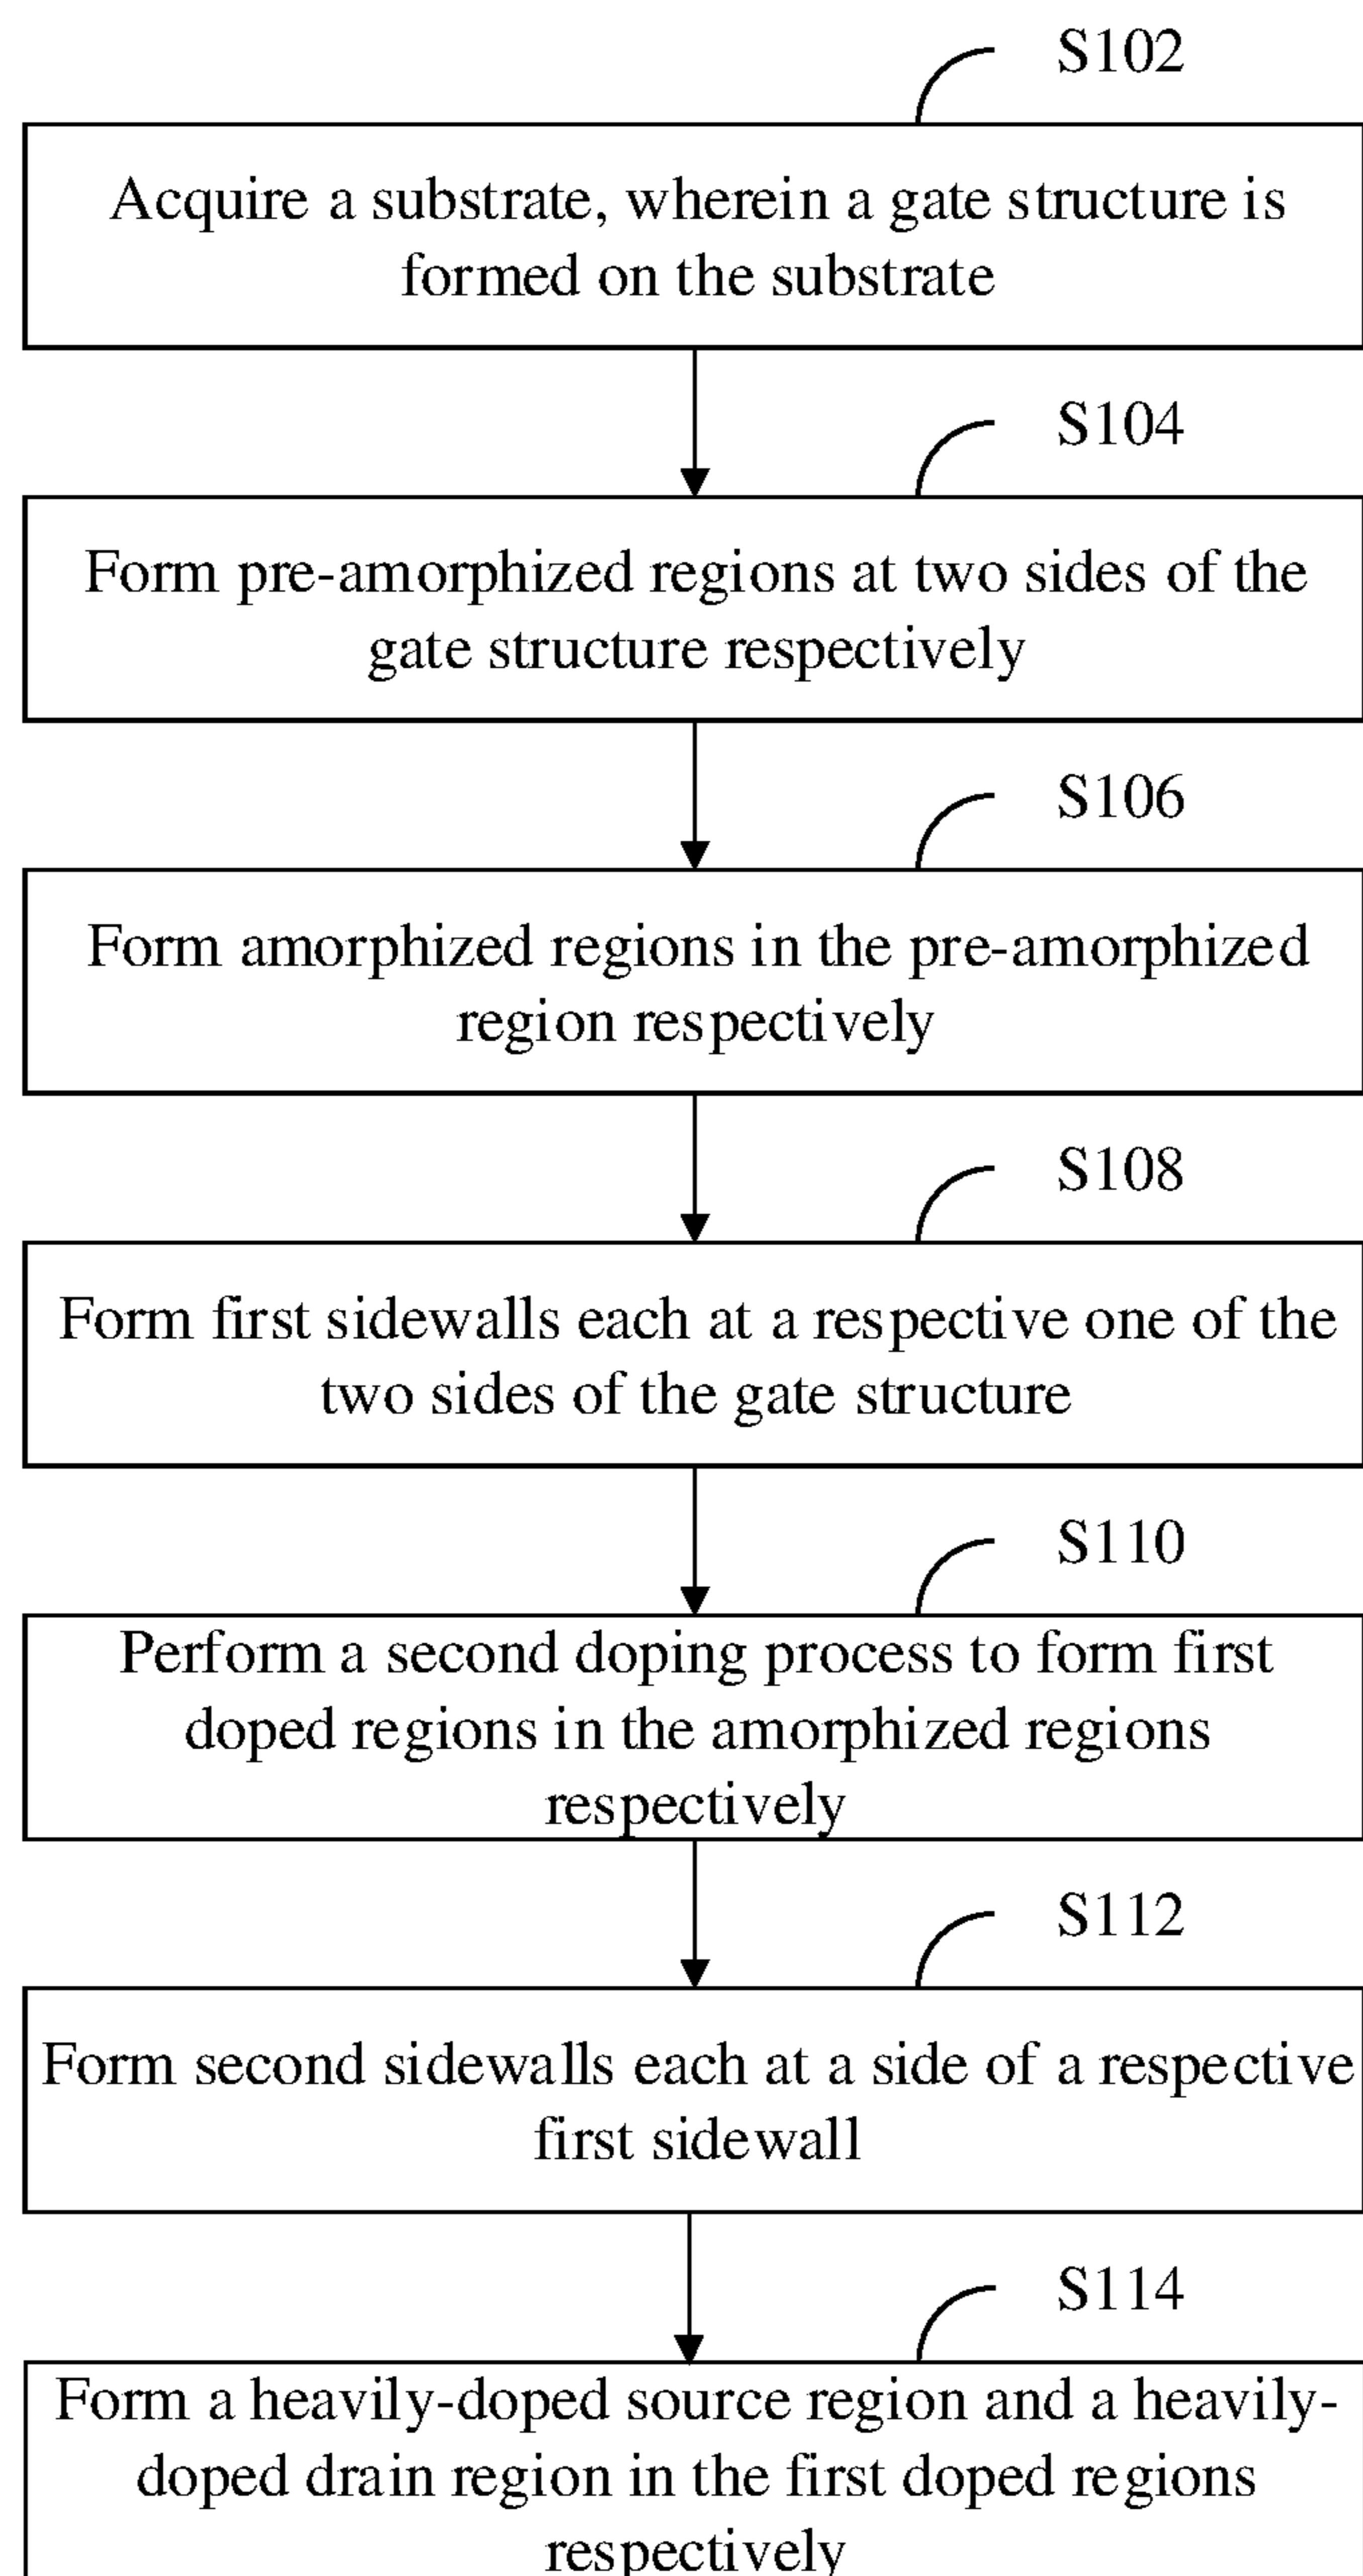 S102
Acquire a substrate, wherein a gate structure is
formed on the substrate
S104
Form pre-amorphized regions at two sides of the
gate structure respectively
S106
Form amorphized regions in the pre-amorphized
region respectively
S108
Form first sidewalls each at a respective one of the
two sides of the gate structure
S110
Perform a second doping process to form first
doped regions in the amorphized regions
respectively
S112
Form second sidewalls each at a side of a respective
first sidewall
S114
Form a heavily-doped source region and a heavily-
doped drain region in the first doped regions
respectively